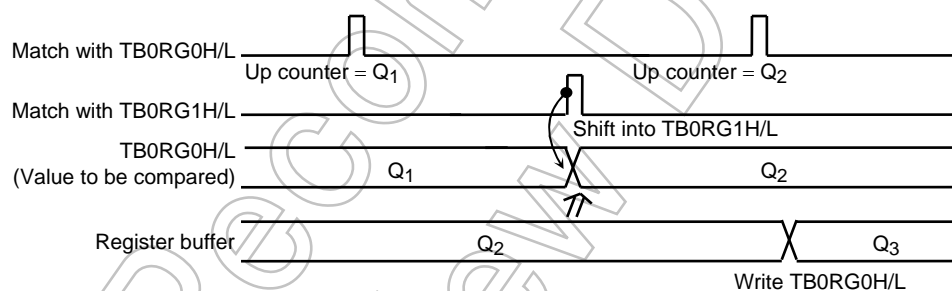 Match with TB0RG0H/L
Up counter = Q1
Up counter = Q2
Match with TB0RG1H/L
Shift into TB0RG1H/L
TB0RG0H/L
(Value to be compared)
Q1
Q2
Register buffer
Q2
Q3
Write TB0RG0H/L